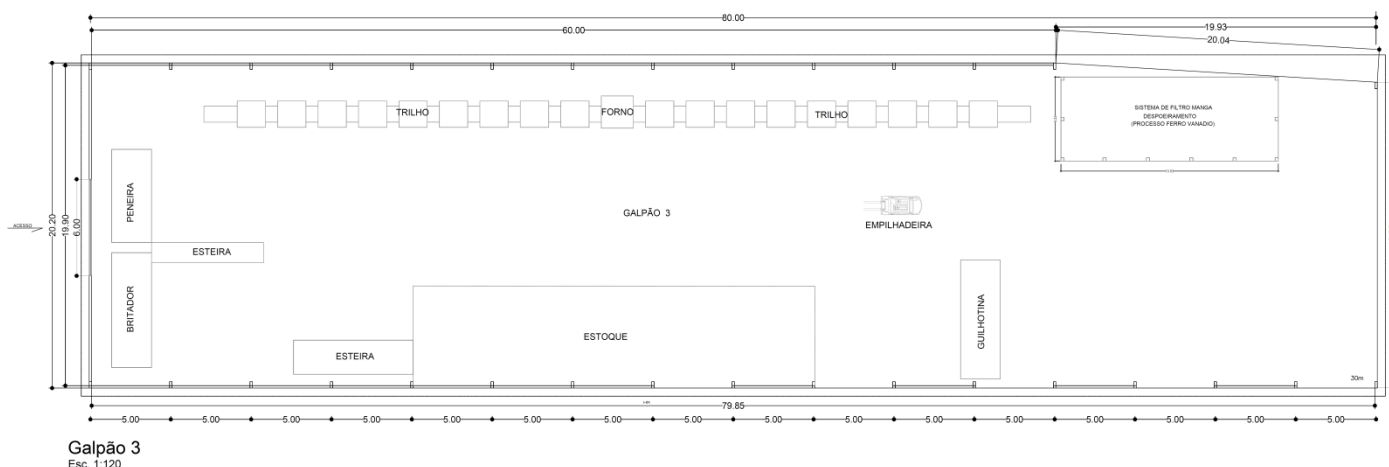 80.00
60.00
19.93
20.04
TRILHO
FORNO
TRILHO
SISTEMA DE FILTRO MANGA
DESPOEIRAMENTO
(PROCESSO FERRO VANADIO)
PENEIRA
ACESSO
20.20
19.90
6.00
GALPÃO 3
EMPILHADEIRA
ESTEIRA
BRITADOR
ESTOQUE
GUILHOTINA
ESTEIRA
30m
79.85
5.00 5.00 5.00 5.00 5.00 5.00 5.00 5.00 5.00 5.00 5.00 5.00 5.00 5.00 5.00 5.00
Galpão 3
Esc. 1:120